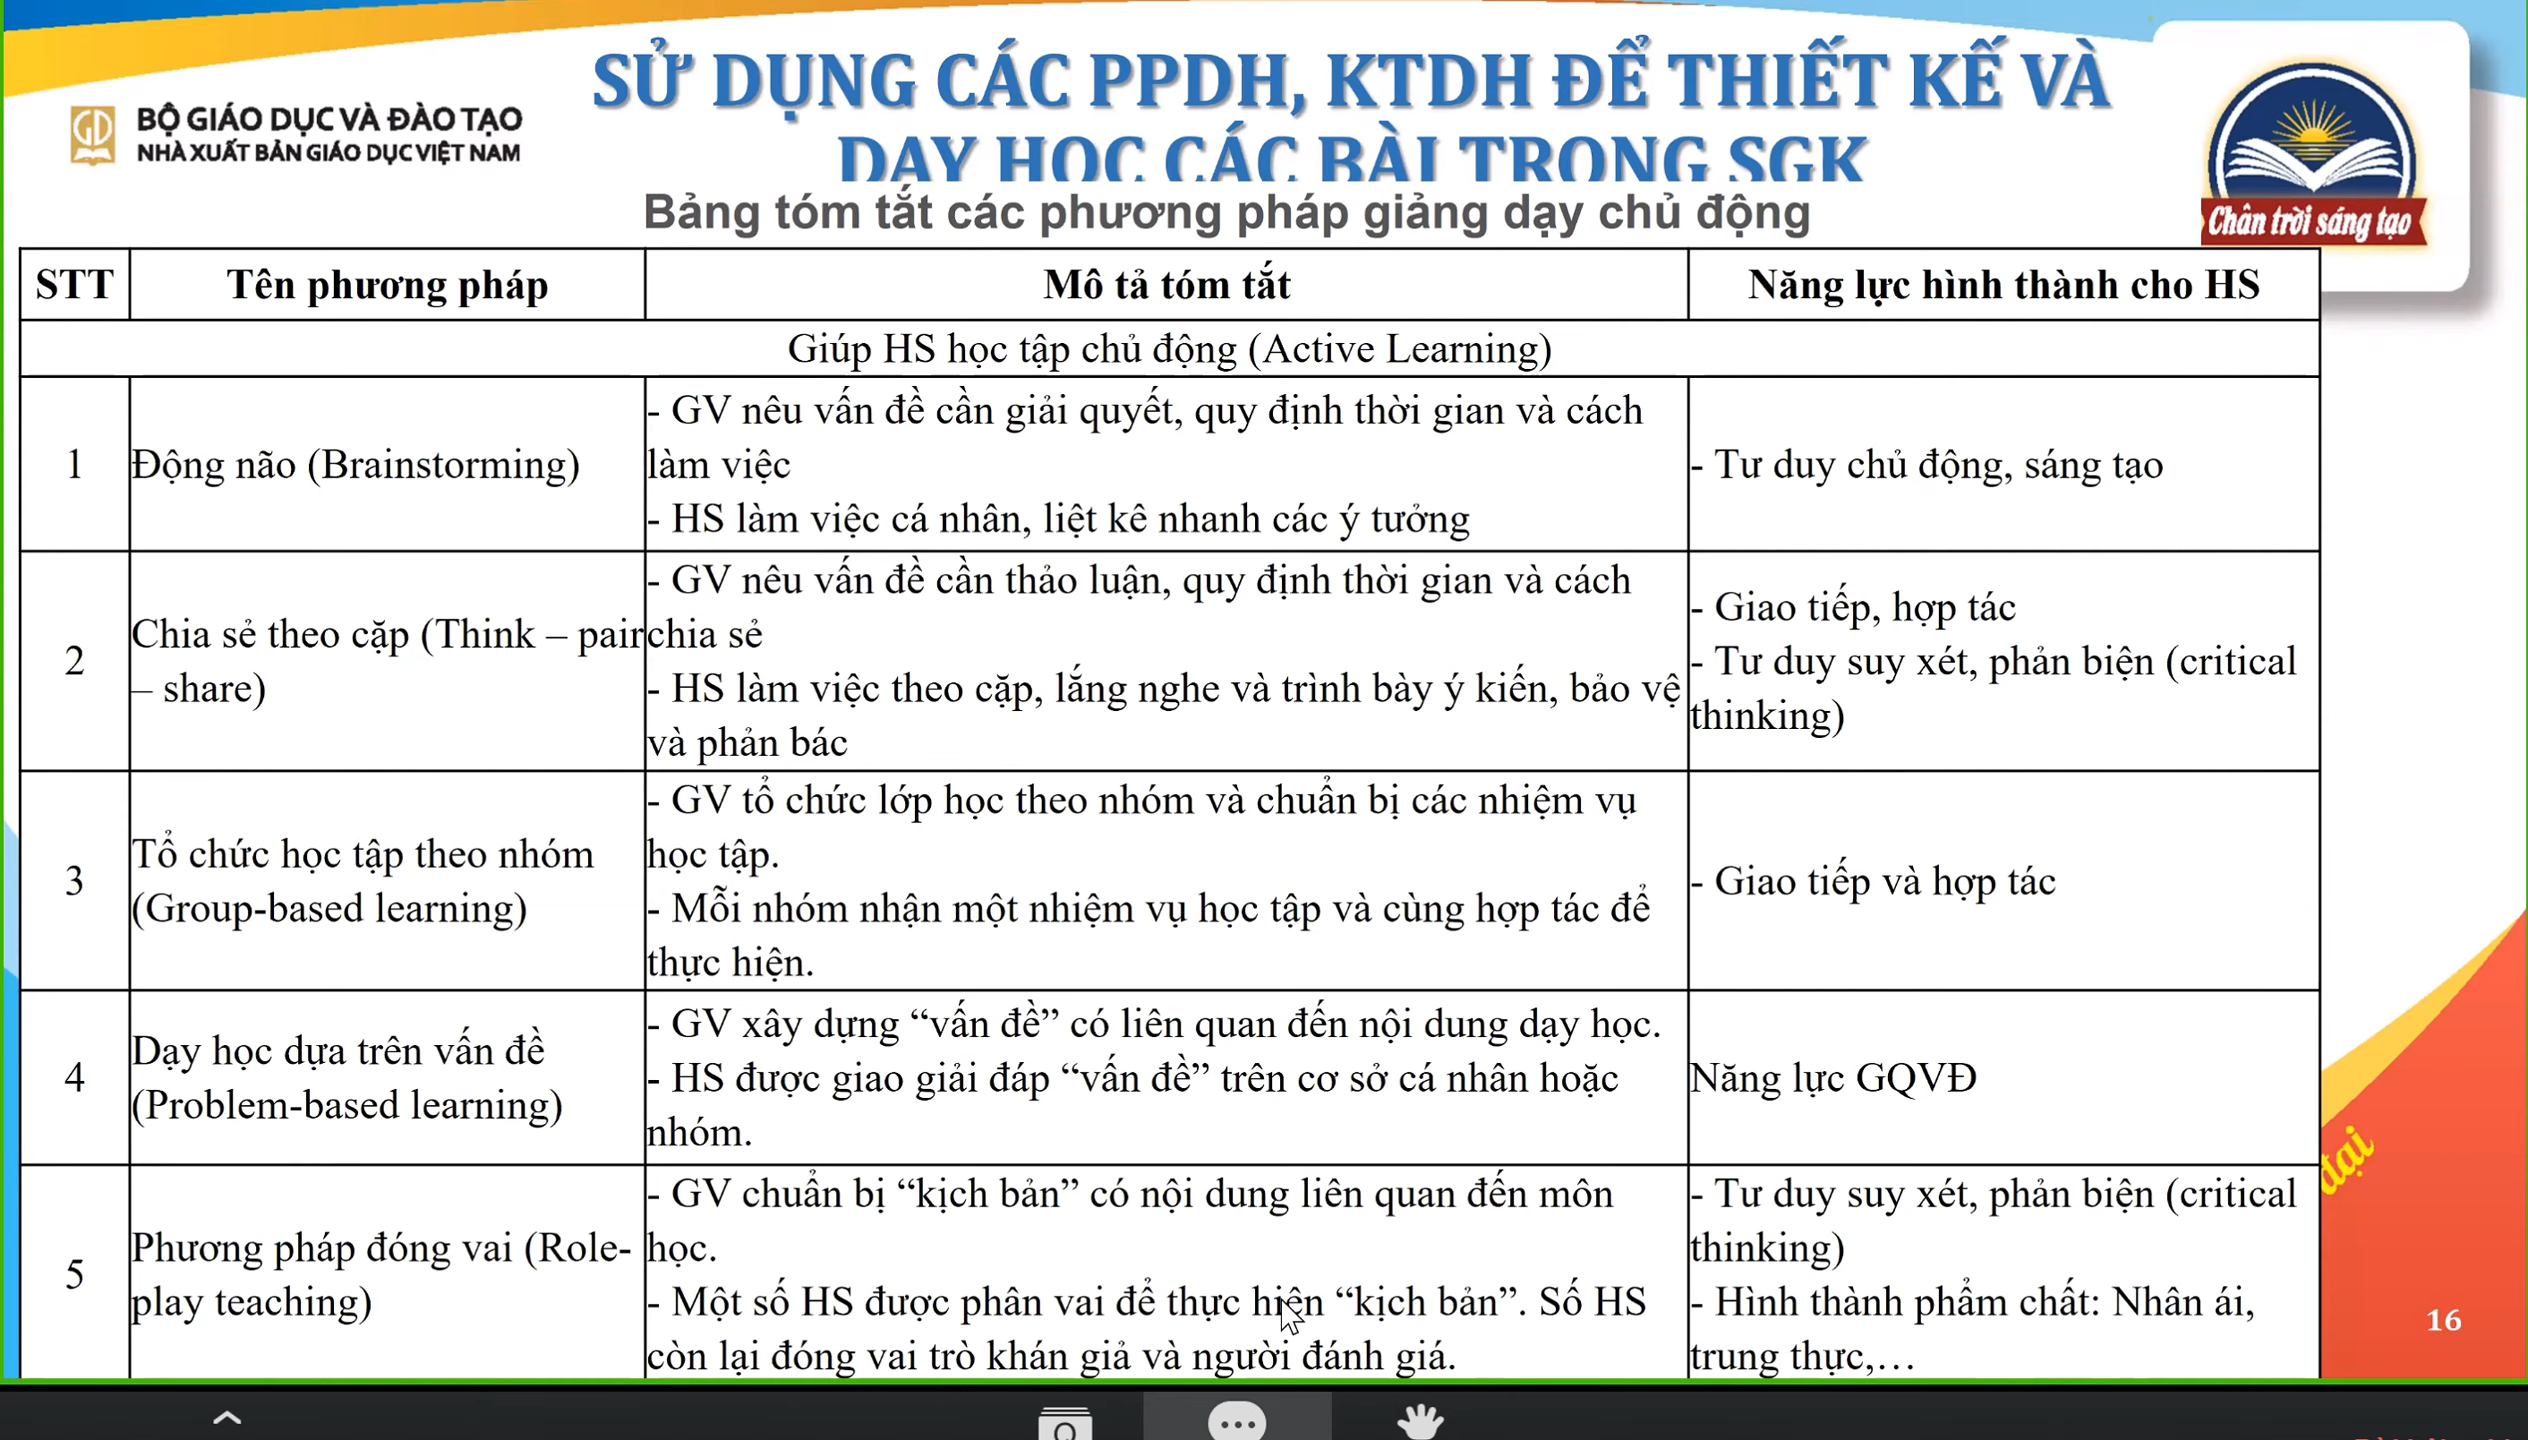 SỬ DỤNG CÁC PPDH, KTDH ĐỂ THIẾT KẾ VÀ
DẠY HỌC CÁC BÀI TRONG SGK
BỘ GIÁO DỤC VÀ ĐÀO TẠO
NHÀ XUẤT BẢN GIÁO DỤC VIỆT NAM
Chân trời sáng tạo
Bảng tóm tắt các phương pháp giảng dạy chủ động
STT
Tên phương pháp
Mô tả tóm tắt
Năng lực hình thành cho HS
Giúp HS học tập chủ động (Active Learning)
1
Động não (Brainstorming)
- GV nêu vấn đề cần giải quyết, quy định thời gian và cách
làm việc
- HS làm việc cá nhân, liệt kê nhanh các ý tưởng
- Tư duy chủ động, sáng tạo
2
Chia sẻ theo cặp (Think – pair
– share)
- GV nêu vấn đề cần thảo luận, quy định thời gian và cách
chia sẻ
- HS làm việc theo cặp, lắng nghe và trình bày ý kiến, bảo vệ
và phản bác
- Giao tiếp, hợp tác
- Tư duy suy xét, phản biện (critical
thinking)
3
Tổ chức học tập theo nhóm
(Group-based learning)
- GV tổ chức lớp học theo nhóm và chuẩn bị các nhiệm vụ
học tập.
- Mỗi nhóm nhận một nhiệm vụ học tập và cùng hợp tác để
thực hiện.
- Giao tiếp và hợp tác
4
Dạy học dựa trên vấn đề
(Problem-based learning)
- GV xây dựng “vấn đề” có liên quan đến nội dung dạy học.
- HS được giao giải đáp “vấn đề” trên cơ sở cá nhân hoặc
nhóm.
Năng lực GQVĐ
5
Phương pháp đóng vai (Role-
play teaching)
- GV chuẩn bị “kịch bản” có nội dung liên quan đến môn
học.
- Một số HS được phân vai để thực hiện “kịch bản”. Số HS
còn lại đóng vai trò khán giả và người đánh giá.
- Tư duy suy xét, phản biện (critical
thinking)
- Hình thành phẩm chất: Nhân ái,
trung thực,…
đại
16